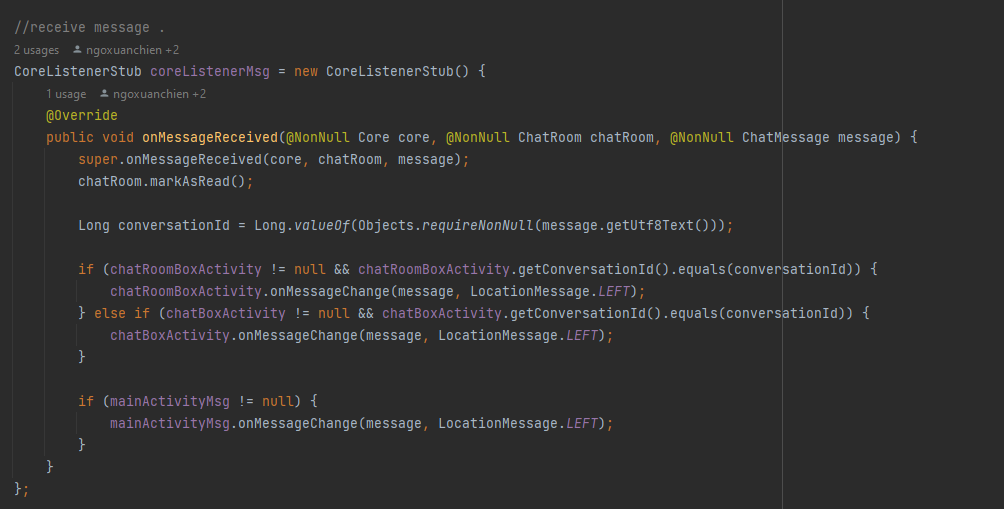 //receive message .
2 usages ngoxuanchien +2
CoreListenerStub coreListenerMsg = new CoreListenerStub() {
1 usage ngoxuanchien +2
@Override
public void onMessageReceived(@NonNull Core core, @NonNull ChatRoom chatRoom, @NonNull ChatMessage message) {
super.onMessageReceived(core, chatRoom, message);
chatRoom.markAsRead();
Long conversationId = Long.valueOf(Objects.requireNonNull(message.getUtf8Text()));
if (chatRoomBoxActivity != null && chatRoomBoxActivity.getConversationId().equals(conversationId)) {
chatRoomBoxActivity.onMessageChange(message, LocationMessage.LEFT);
} else if (chatBoxActivity != null && chatBoxActivity.getConversationId().equals(conversationId)) {
chatBoxActivity.onMessageChange(message, LocationMessage.LEFT);
}
if (mainActivityMsg != null) {
mainActivityMsg.onMessageChange(message, LocationMessage.LEFT);
}
}
};